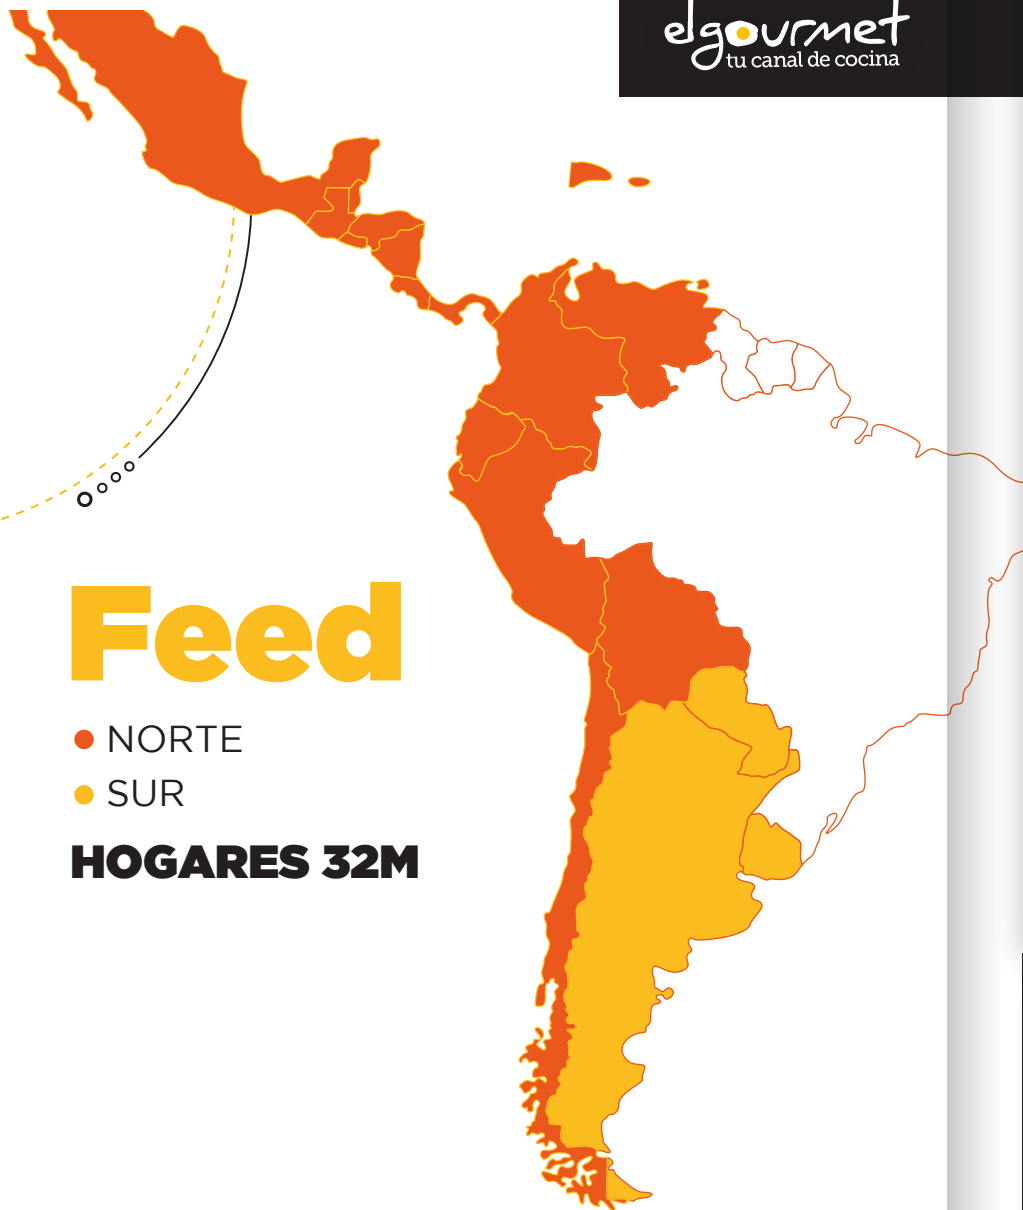 elgourmet
tu canal de cocina
Feed
NORTE
SUR
HOGARES 32M